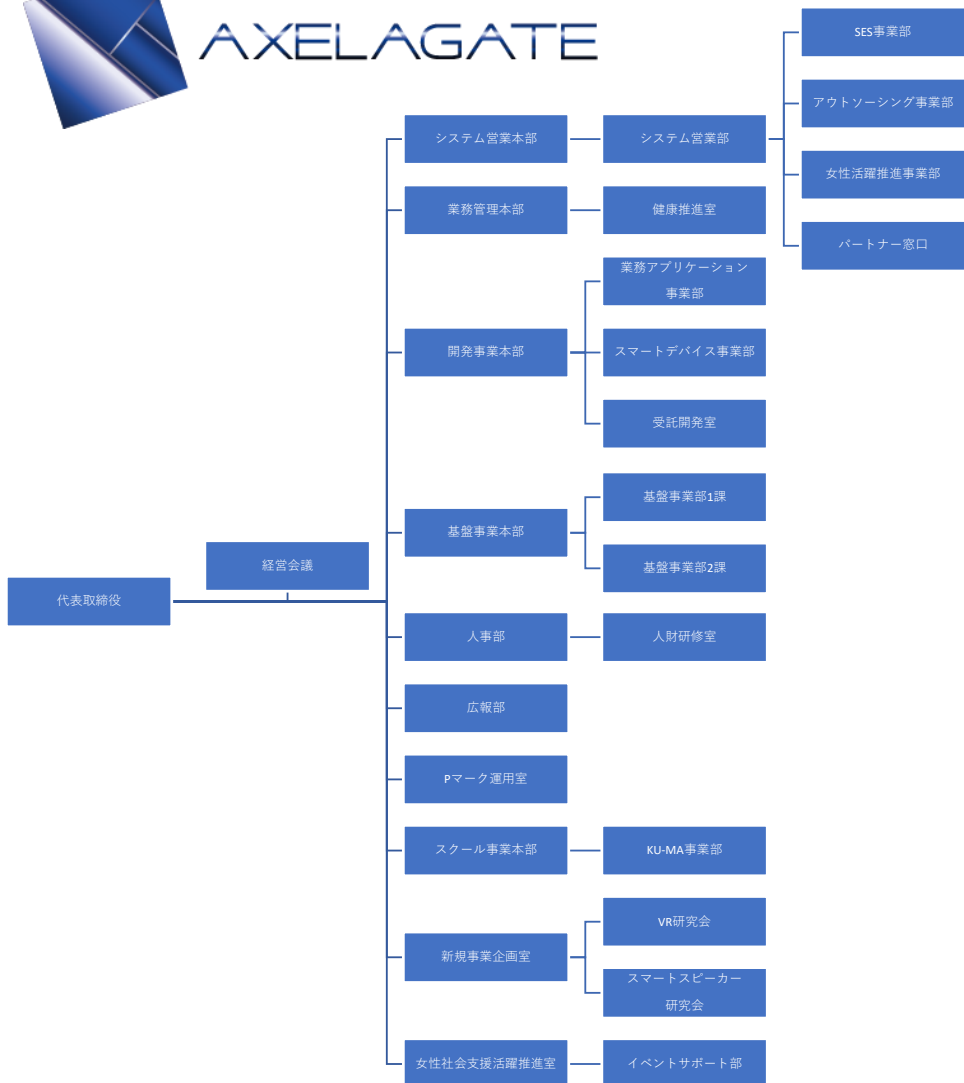 AXELAGATE
代表取締役
経営会議
システム営業本部
システム営業部
SES事業部
アウトソーシング事業部
女性活躍推進事業部
パートナー窓口
業務管理本部
健康推進室
開発事業本部
業務アプリケーション
事業部
スマートデバイス事業部
受託開発室
基盤事業本部
基盤事業部1課
基盤事業部2課
人事部
人財研修室
広報部
Pマーク運用室
スクール事業本部
KU-MA事業部
新規事業企画室
VR研究会
スマートスピーカー
研究会
女性社会支援活躍推進室
イベントサポート部